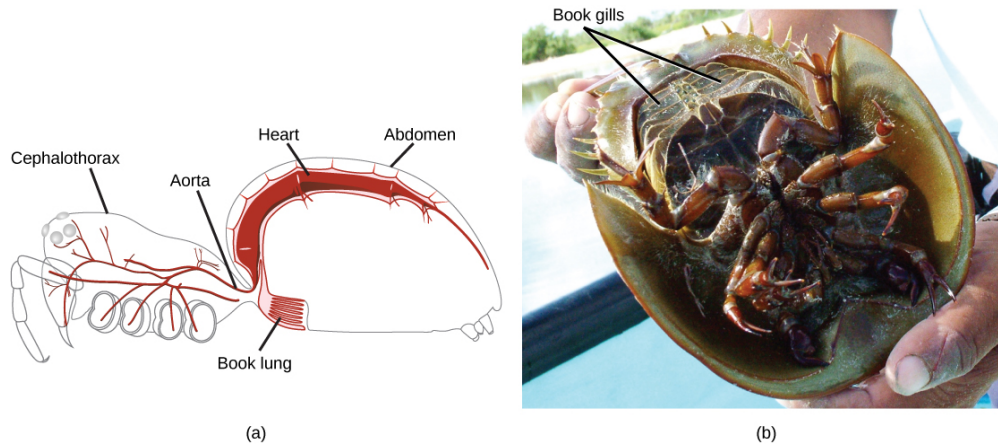 Cephalothorax
Aorta
Heart
Abdomen
Book lung
(a)
Book gills
(b)